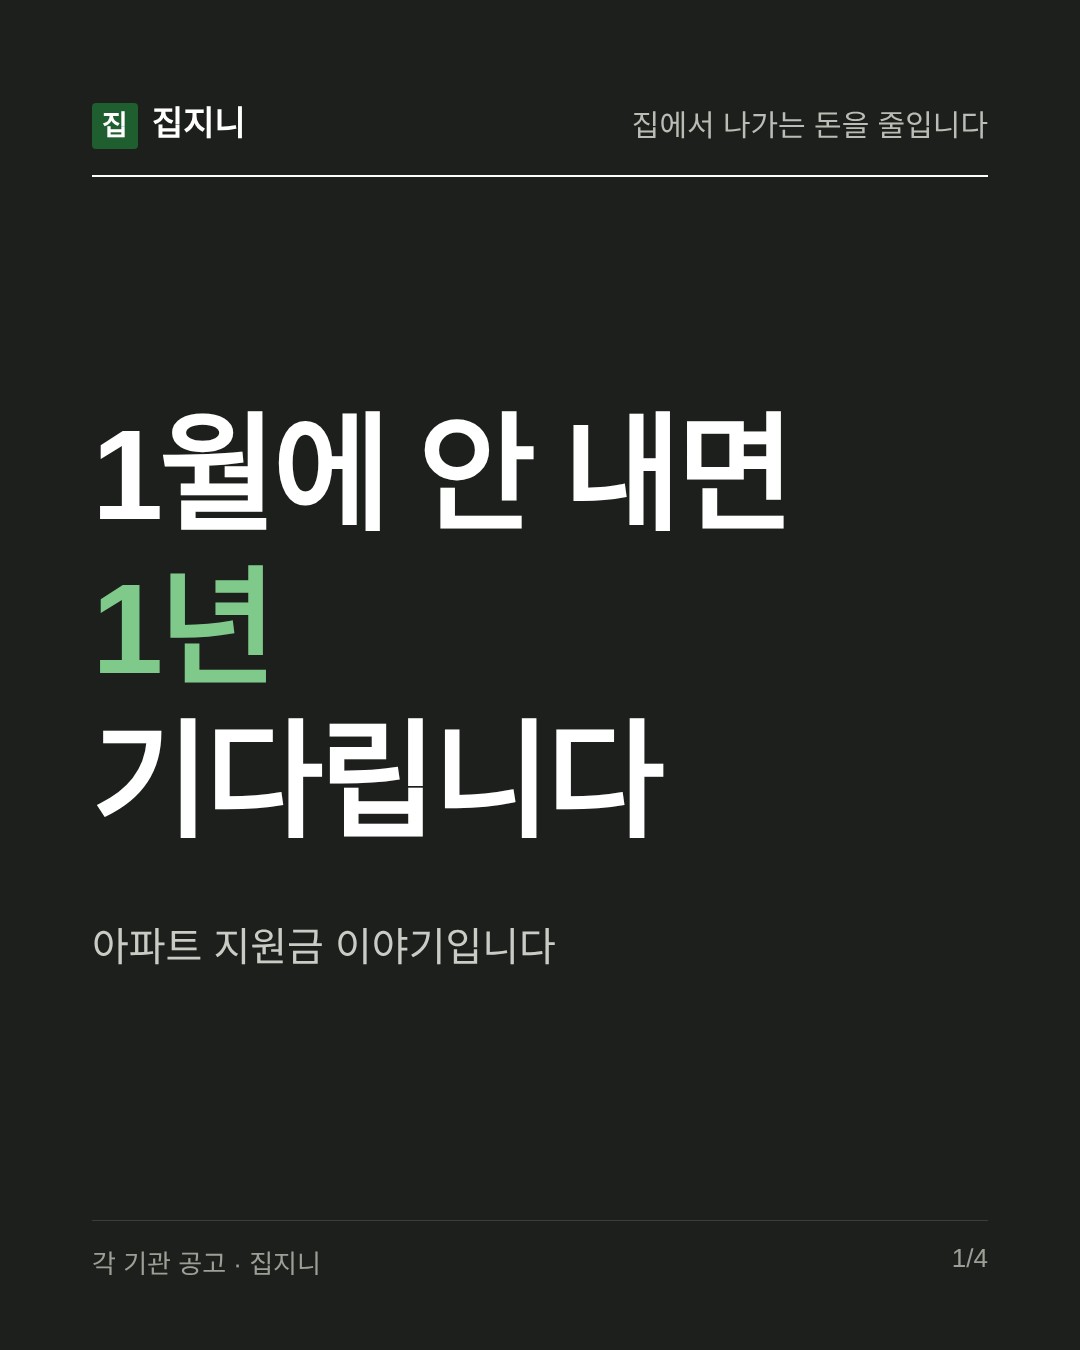 집 집지니
집에서 나가는 돈을 줄입니다
1월에 안 내면
1년
기다립니다
아파트 지원금 이야기입니다
각 기관 공고 · 집지니
1/4